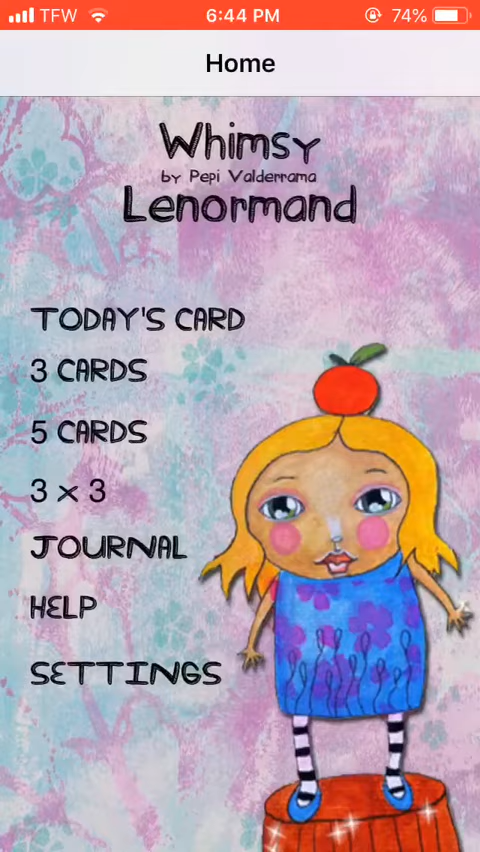 TFW 6:44 PM 74%
Home
Whimsy
by Pepi Valderrama
Lenormand
TODAY'S CARD
3 CARDS
5 CARDS
3 x 3
JOURNAL
HELP
SETTINGS